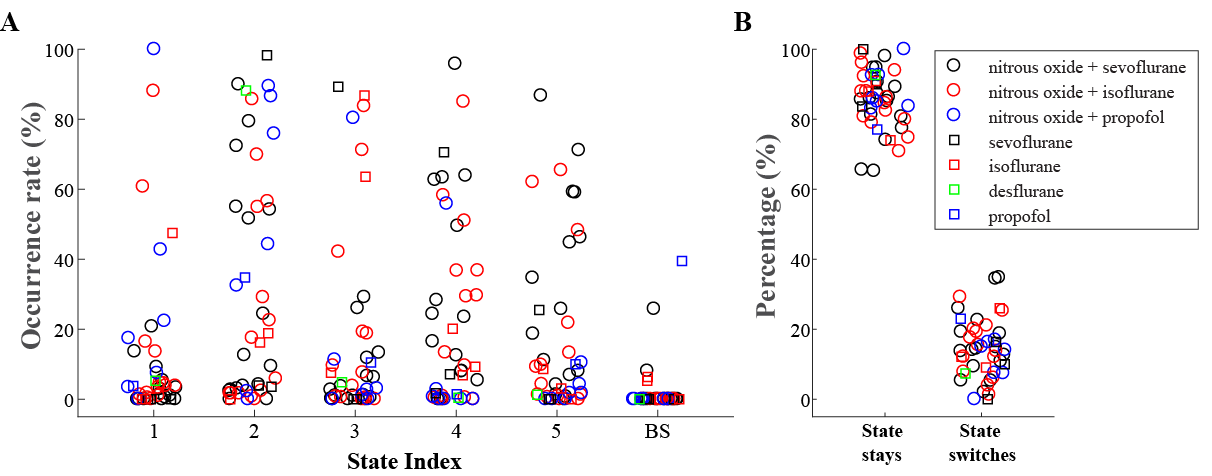 A
Occurrence rate (%)
100
80
60
40
20
0
1 2 3 4 5 BS
State Index
B
Percentage (%)
100
80
60
40
20
0
State stays
State switches
nitrous oxide + sevoflurane
nitrous oxide + isoflurane
nitrous oxide + propofol
sevoflurane
isoflurane
desflurane
propofol